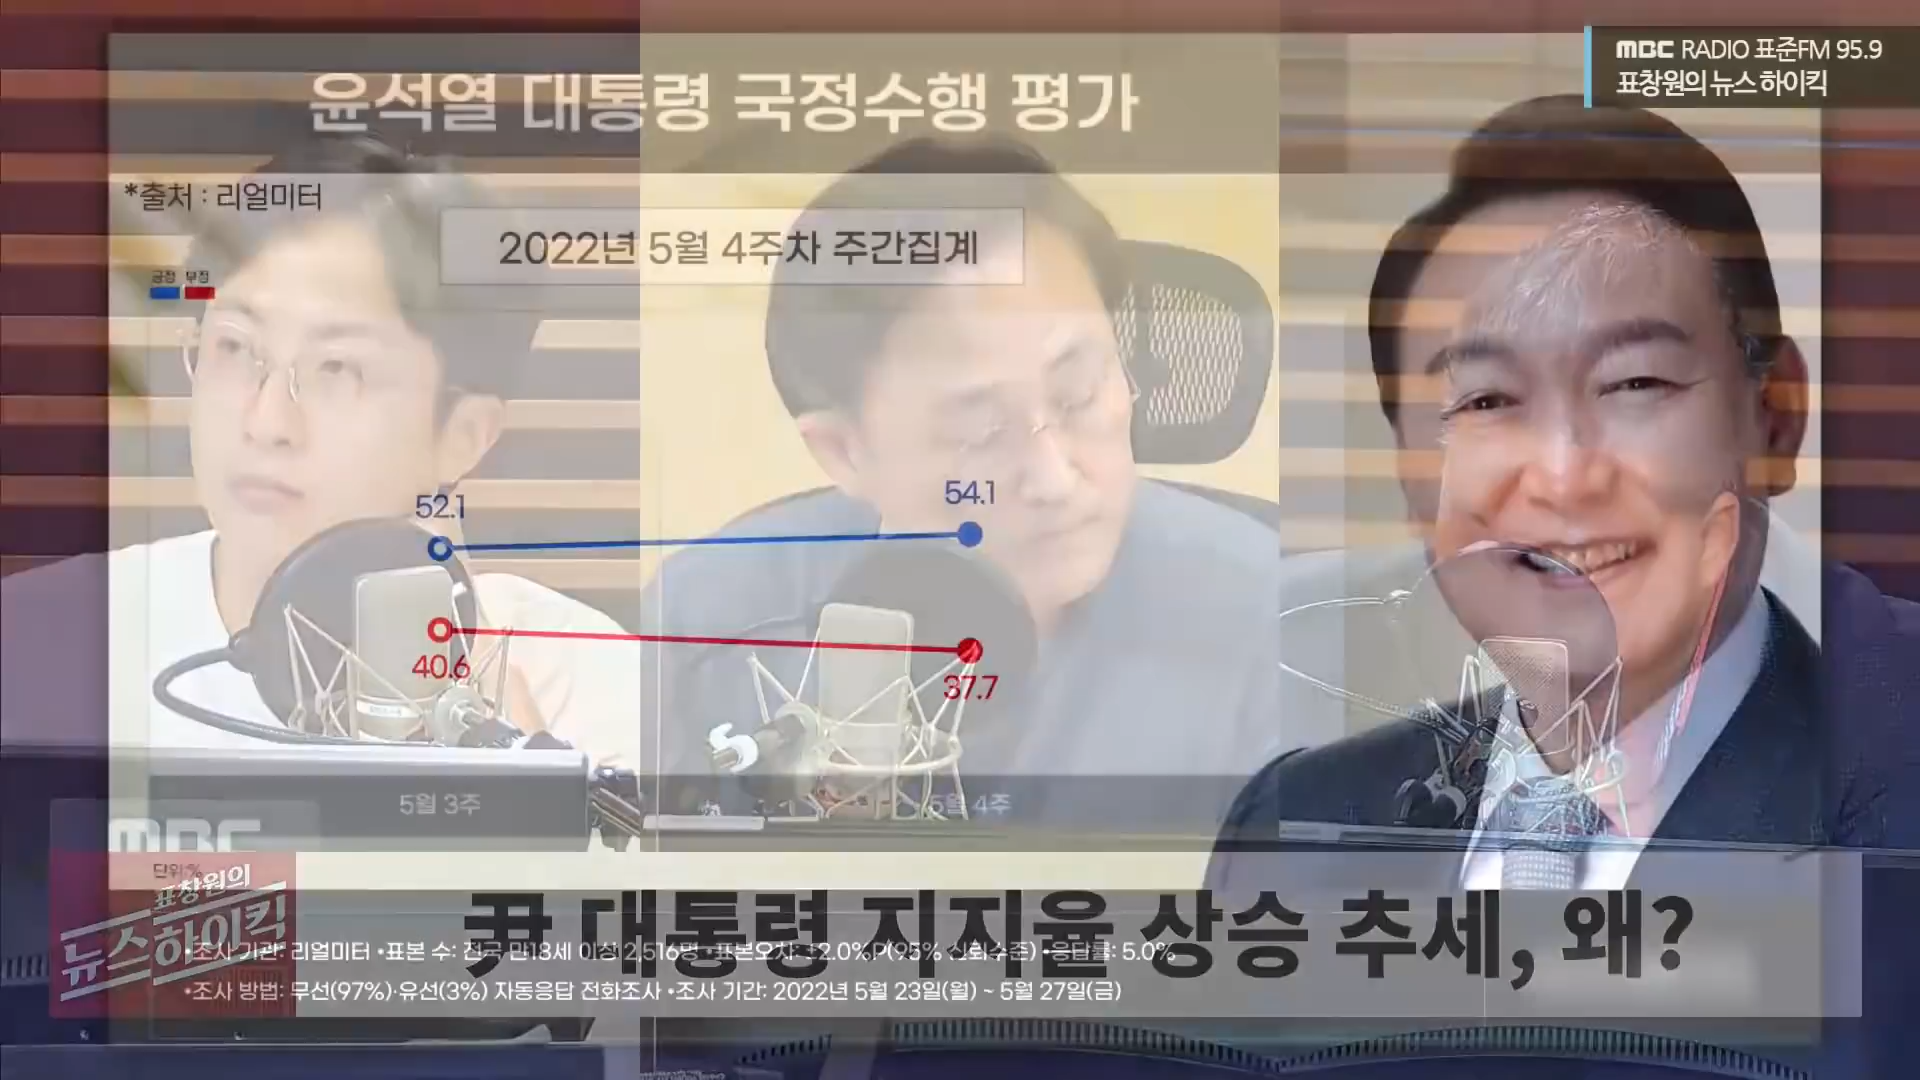 MBC RADIO 표준FM 95.9
표창원의 뉴스 하이킥
윤석열 대통령 국정수행 평가
*출처 : 리얼미터
2022년 5월 4주차 주간집계
긍정 부정
52.1
54.1
40.6
37.7
5월 3주
5월 4주
MBC
단위:%
표창원의
뉴스하이킥
尹 대통령 지지율 상승 추세, 왜?
•조사 기관: 리얼미터 •표본 수: 전국 만18세 이상 2,516명 •표본오차: ±2.0%P(95% 신뢰수준) •응답률: 5.0%
•조사 방법: 무선(97%)·유선(3%) 자동응답 전화조사 •조사 기간: 2022년 5월 23일(월) ~ 5월 27일(금)